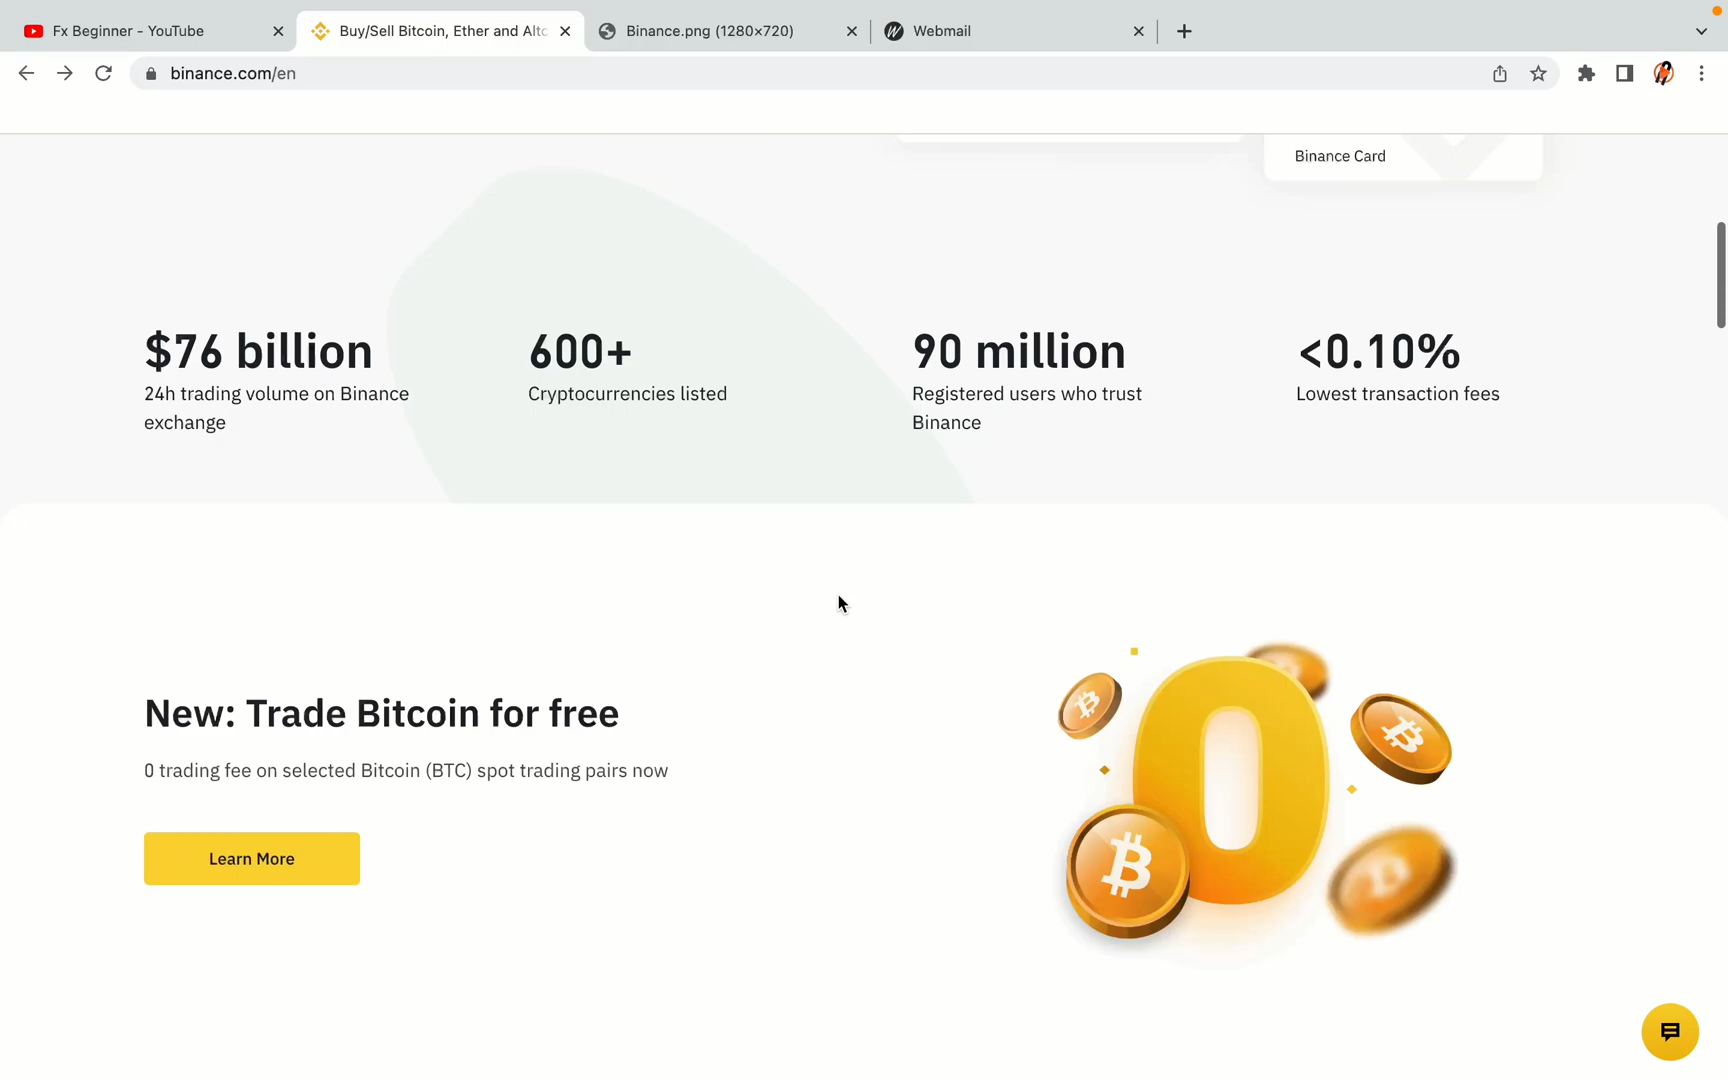 Fx Beginner - YouTube
Buy/Sell Bitcoin, Ether and Altc
Binance.png (1280×720)
Webmail
binance.com/en
Binance Card
$76 billion
600+
90 million
<0.10%
24h trading volume on Binance
exchange
Cryptocurrencies listed
Registered users who trust
Binance
Lowest transaction fees
New: Trade Bitcoin for free
0 trading fee on selected Bitcoin (BTC) spot trading pairs now
Learn More
0